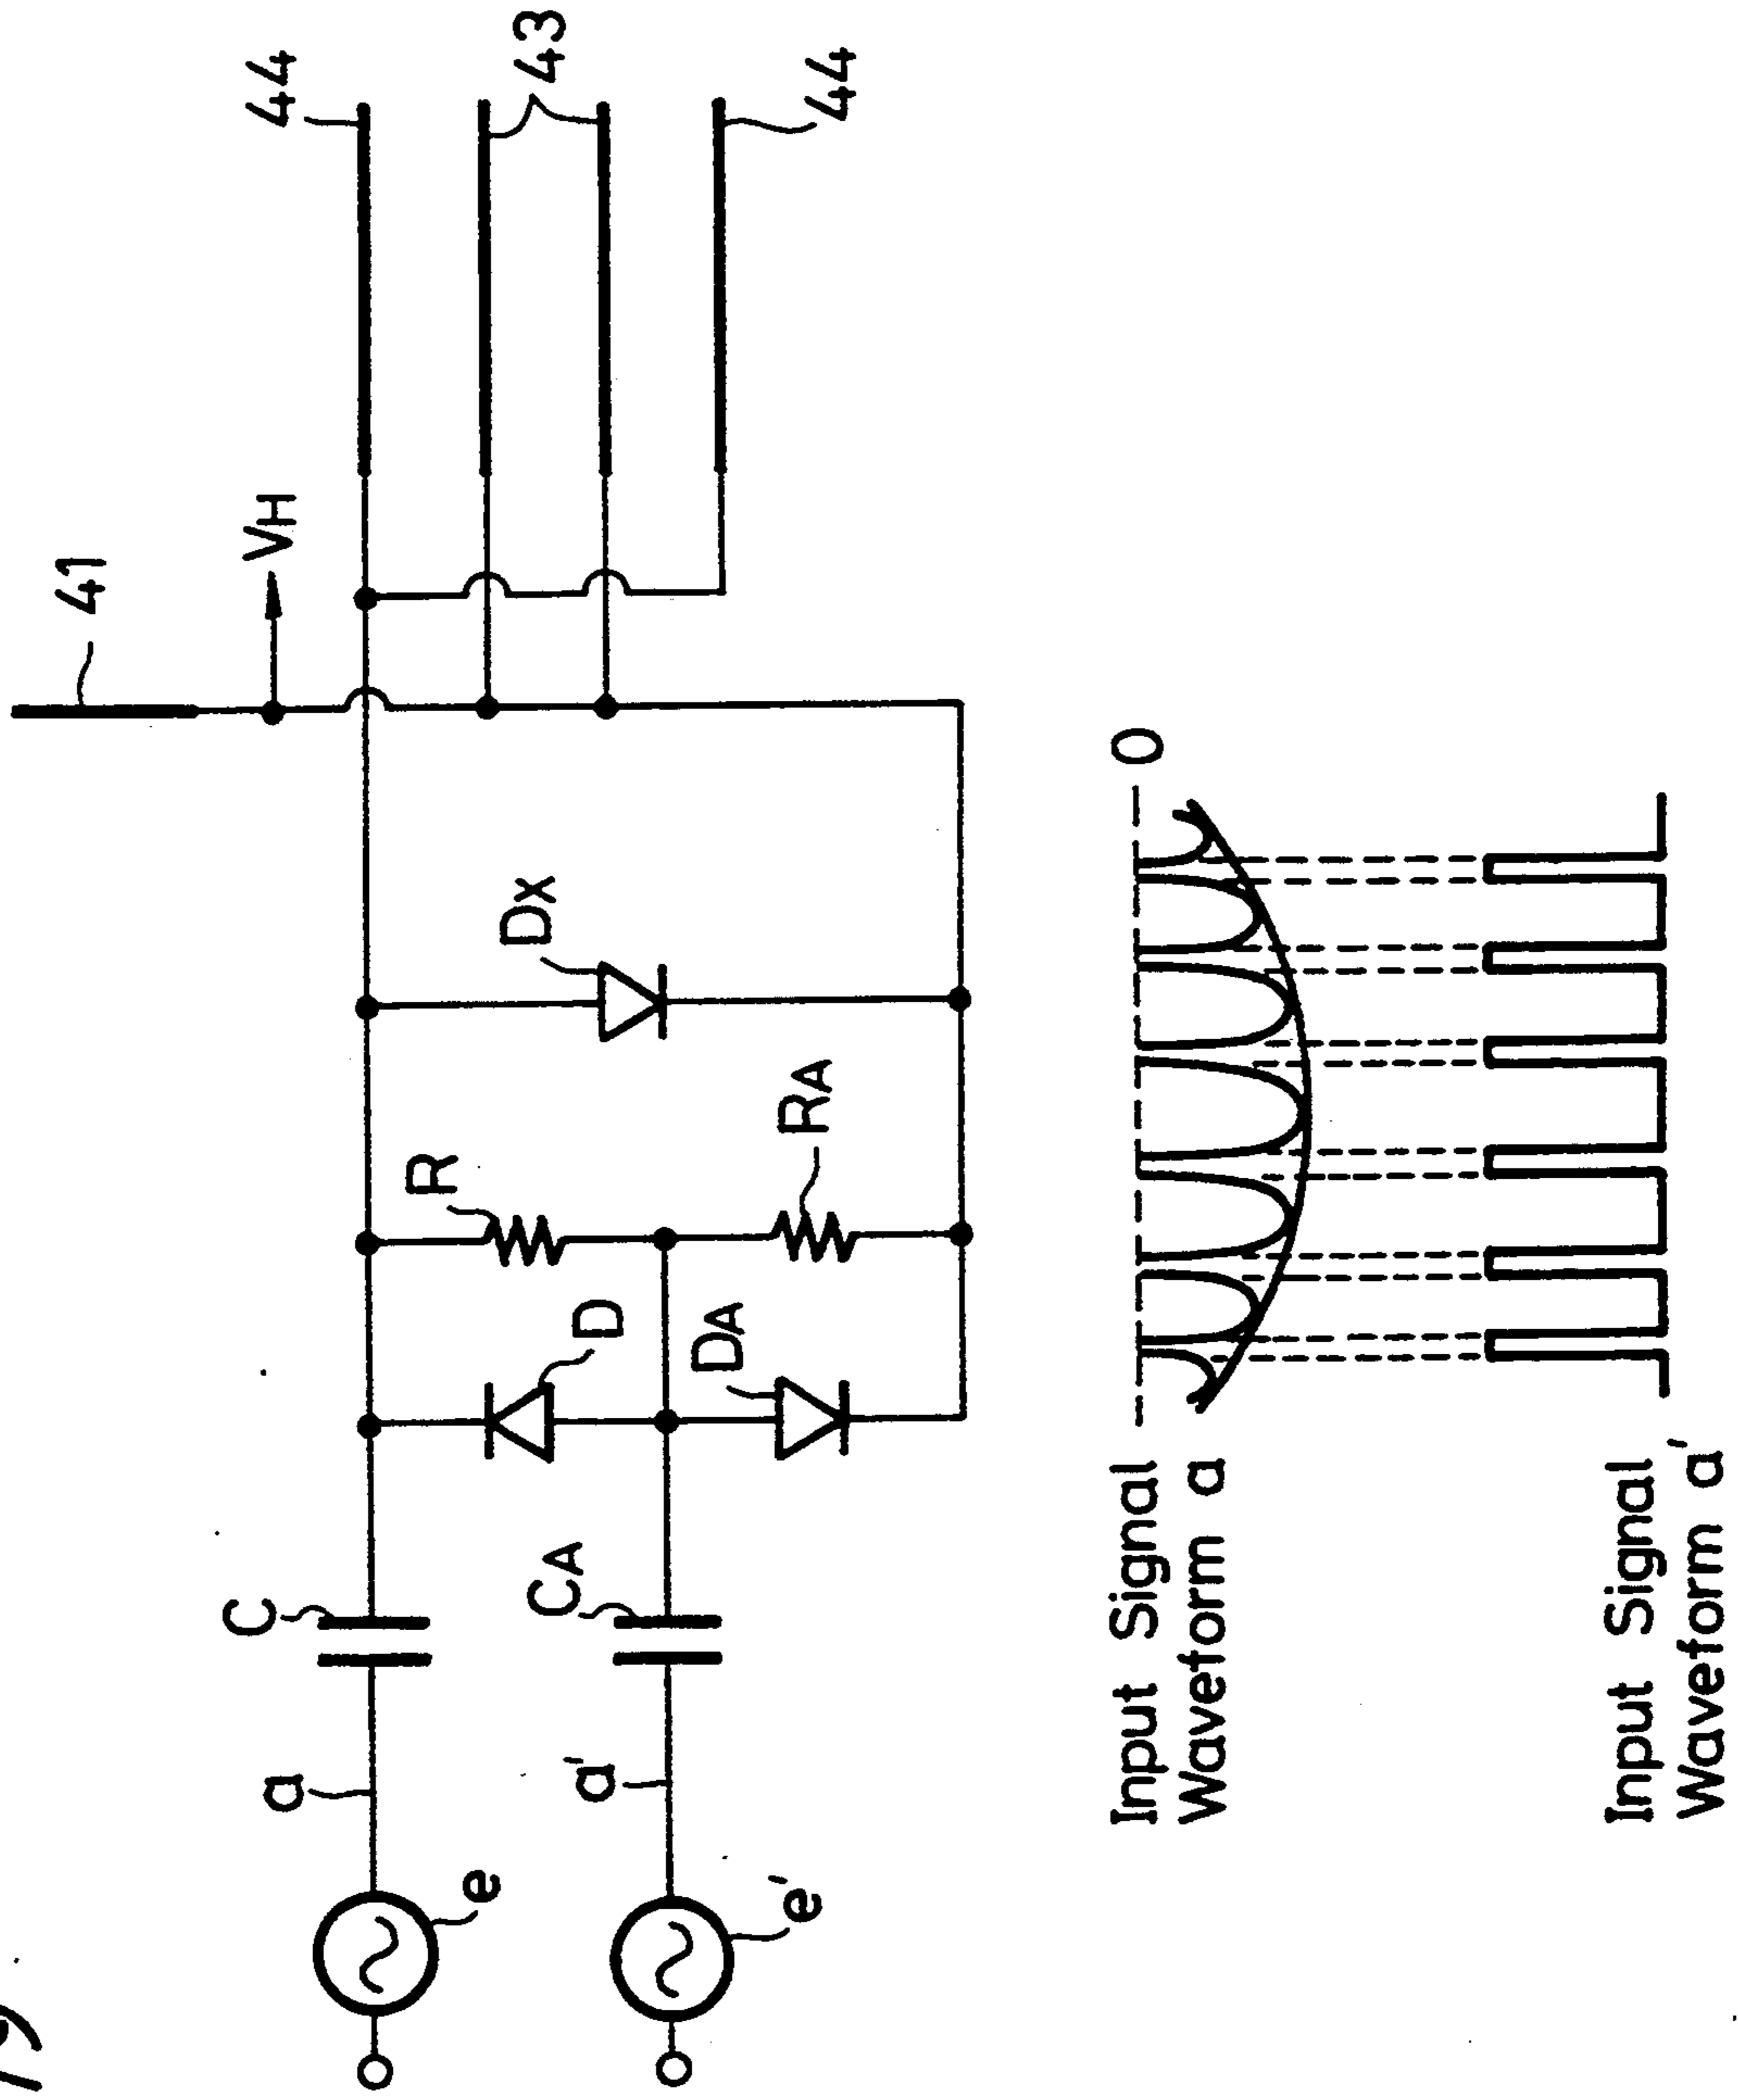 41
44
VH
43
44
C
R
DX
a
D
e
CA
DA
RA
a'
e'
Input Signal
Waveform a
0
Input Signal
Waveform a'